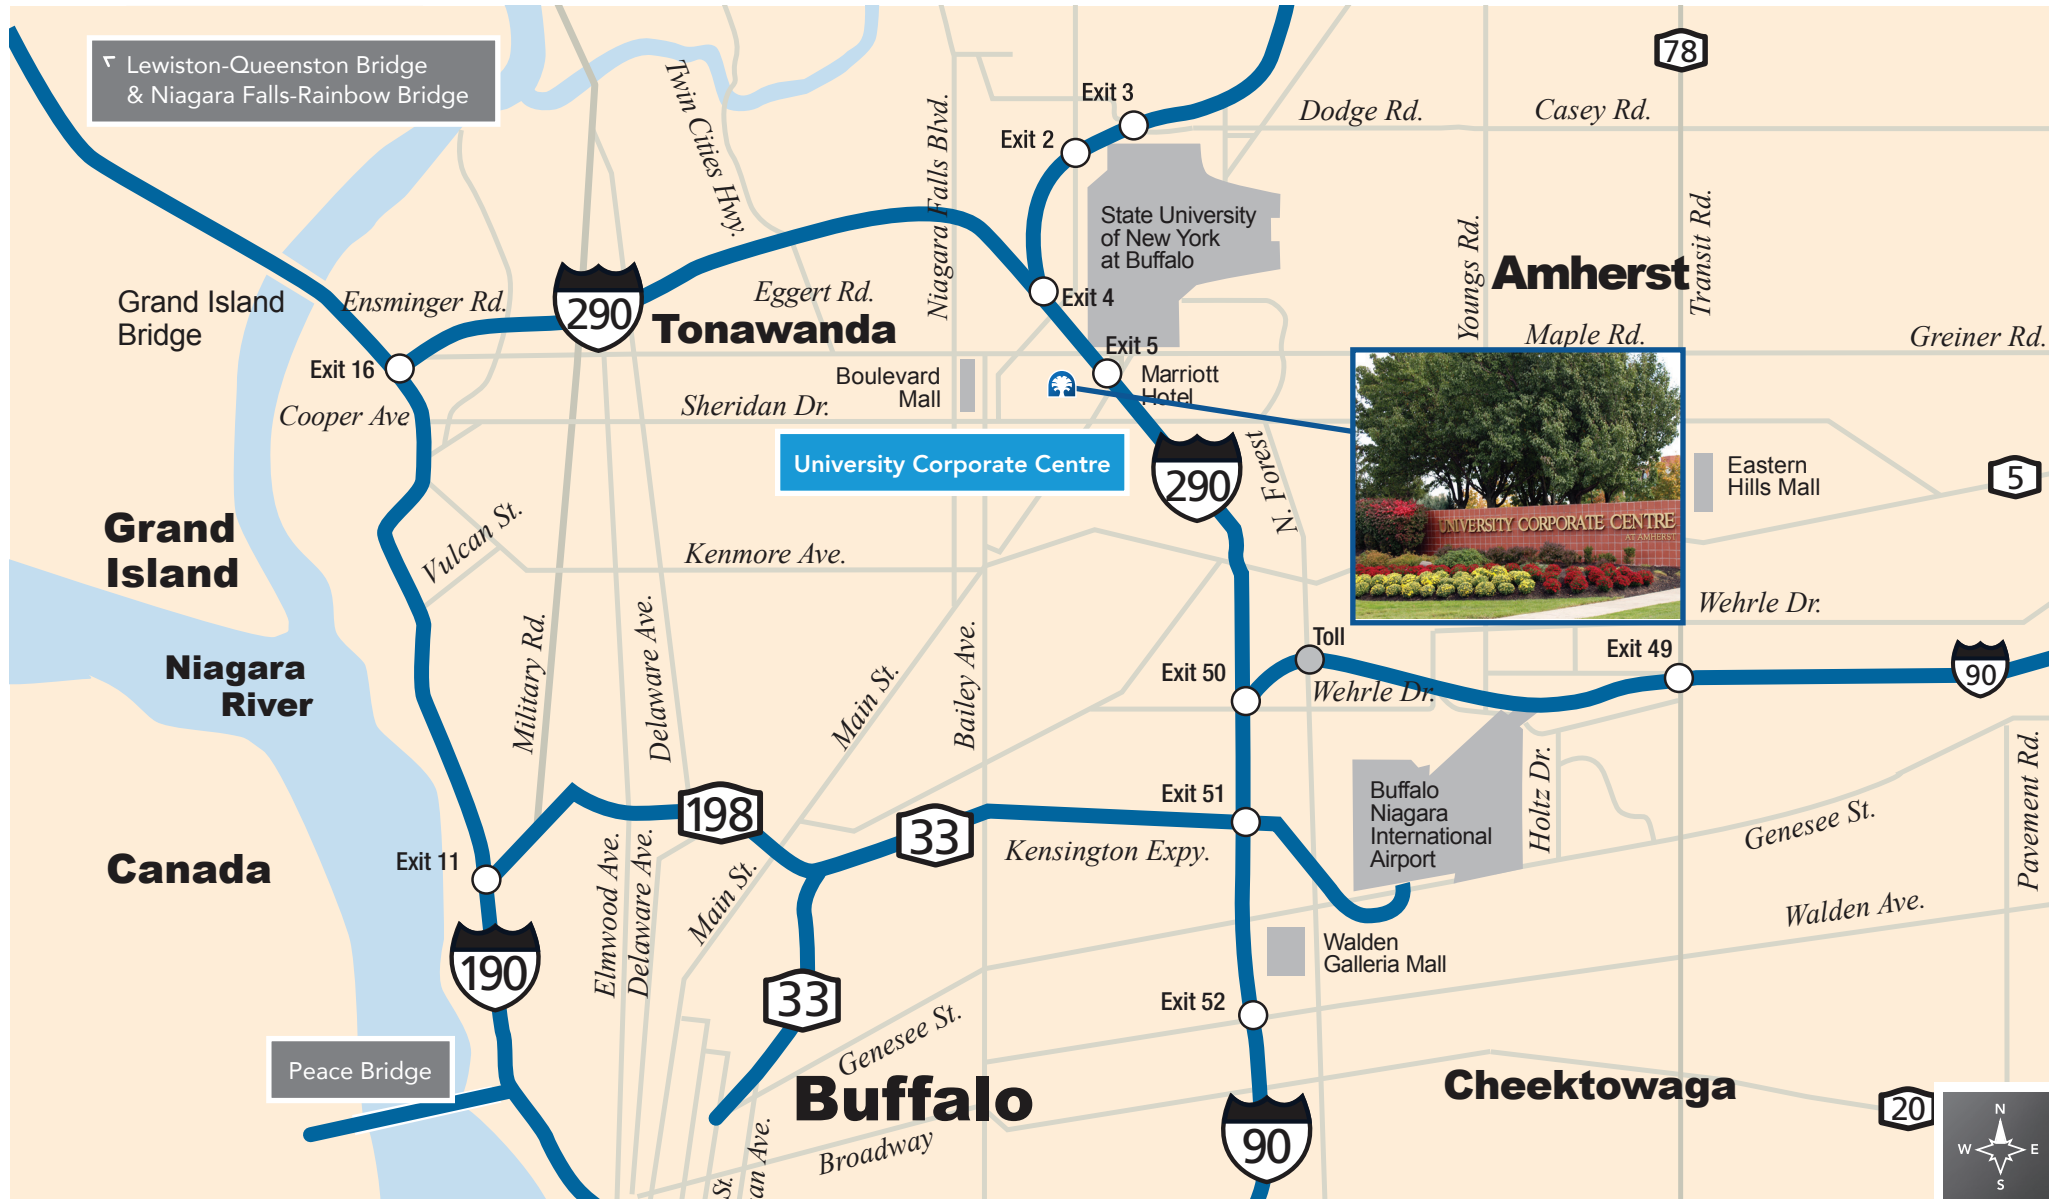 Lewiston-Queenston Bridge
& Niagara Falls-Rainbow Bridge
78
Exit 3
Exit 2
Dodge Rd.
Casey Rd.
Twin Cities Hwy.
Niagara Falls Blvd.
State University
of New York
at Buffalo
Youngs Rd.
Amherst
Transit Rd.
Grand Island
Bridge
Ensminger Rd.
290
Eggert Rd.
Tonawanda
Exit 4
Maple Rd.
Greiner Rd.
Exit 16
Exit 5
Boulevard
Mall
Marriott
Hotel
Cooper Ave
Sheridan Dr.
University Corporate Centre
290
N. Forest
Eastern
Hills Mall
5
UNIVERSITY CORPORATE CENTRE
AT AMHERST
Grand
Island
Vulcan St.
Kenmore Ave.
Wehrle Dr.
Niagara
River
Military Rd.
Delaware Ave.
Main St.
Bailey Ave.
Toll
Exit 50
Wehrle Dr.
Exit 49
90
Exit 51
198
33
Kensington Expy.
Buffalo
Niagara
International
Airport
Holtz Dr.
Genesee St.
Pavement Rd.
Canada
Exit 11
Elmwood Ave.
Delaware Ave.
Main St.
Walden Ave.
190
Walden
Galleria Mall
33
Exit 52
Genesee St.
Peace Bridge
Buffalo
Cheektowaga
20
90
Broadway
St.
an Ave.
N
W E
S